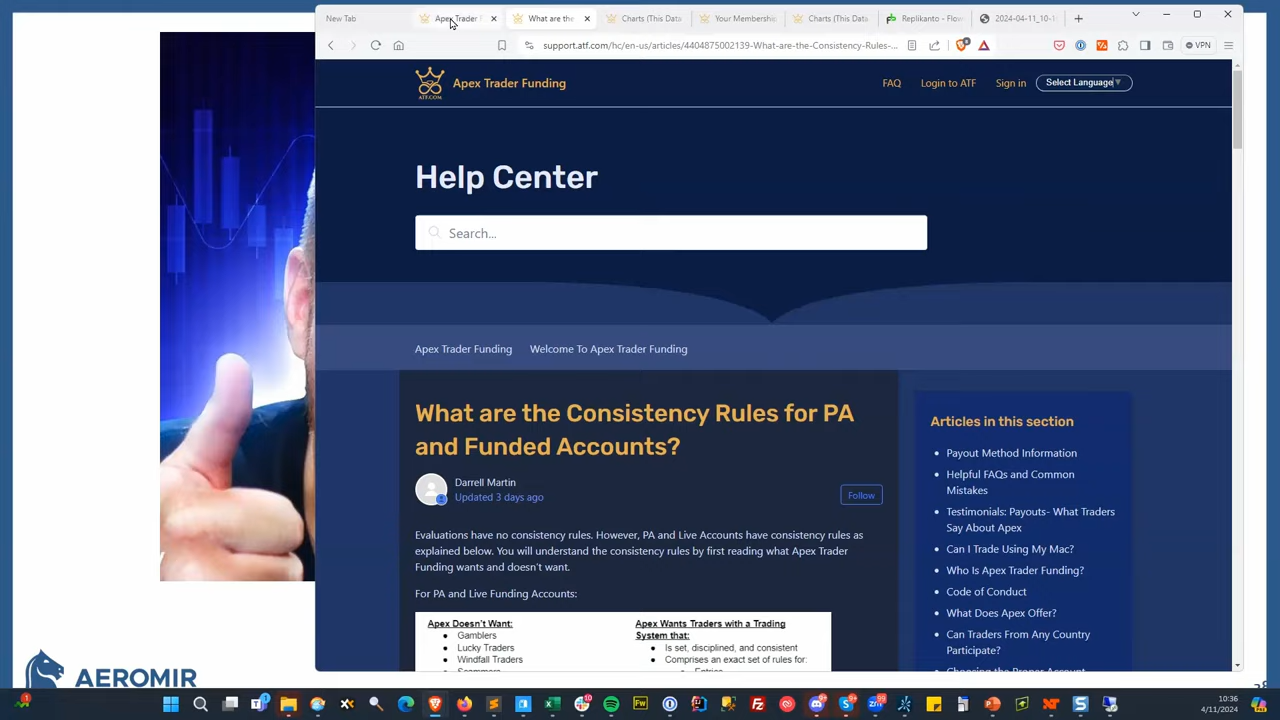 New Tab
Apex Trader F
What are the
Charts (This Data
Your Membership
Charts (This Data
Replikanto - Flow
2024-04-11_10-1
support.atf.com/hc/en-us/articles/4404875002139-What-are-the-Consistency-Rules-...
VPN
ATF.COM
Apex Trader Funding
FAQ
Login to ATF
Sign in
Select Language
Help Center
Search...
Apex Trader Funding
Welcome To Apex Trader Funding
What are the Consistency Rules for PA
and Funded Accounts?
Darrell Martin
Updated 3 days ago
Follow
Evaluations have no consistency rules. However, PA and Live Accounts have consistency rules as
explained below. You will understand the consistency rules by first reading what Apex Trader
Funding wants and doesn't want.
For PA and Live Funding Accounts:
Apex Doesn't Want:
Gamblers
Lucky Traders
Windfall Traders
Apex Wants Traders with a Trading
System that:
Is set, disciplined, and consistent
Comprises an exact set of rules for:
Articles in this section
Payout Method Information
Helpful FAQs and Common
Mistakes
Testimonials: Payouts- What Traders
Say About Apex
Can I Trade Using My Mac?
Who Is Apex Trader Funding?
Code of Conduct
What Does Apex Offer?
Can Traders From Any Country
Participate?
Choosing the Proper Account
AEROMIR
10:36
4/11/2024